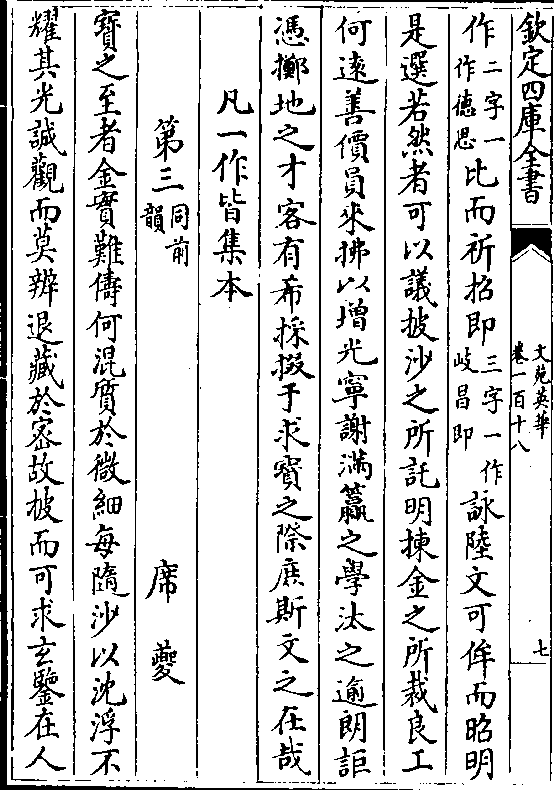 欽定四庫全書
文苑英華
卷一百十八
七
作二字一作德思比而祈招即三字一作岐昌即詠陸文可侔而昭明
是選若然者可以議披沙之所託明揀金之所裁良工
何遠善價員來拂以增光寧謝滿籯之學汰之逾朗詎
憑擲地之才客有希採掇于求寳之際庶斯文之在哉
凡一作皆集本
第三同前韻 席夔
寳之至者金實難儔何混質於微細每隨沙以沈浮不
耀其光誠觀而莫辨退藏於密故披而可求玄鑒在人